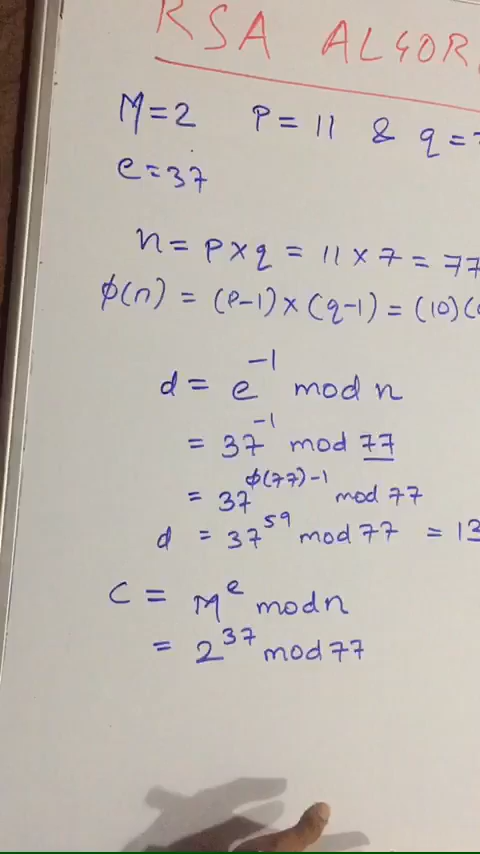 RSA ALGOR
M=2 P = 11 & q =
e=37
n = P×q = 11 × 7 = 77
ϕ(n) = (P-1)×(q-1) = (10)(
d = e^-1 mod n
= 37^-1 mod 77
= 37^ϕ(77)-1 mod 77
d = 37^59 mod 77 = 13
C = M^e mod n
= 2^37 mod 77